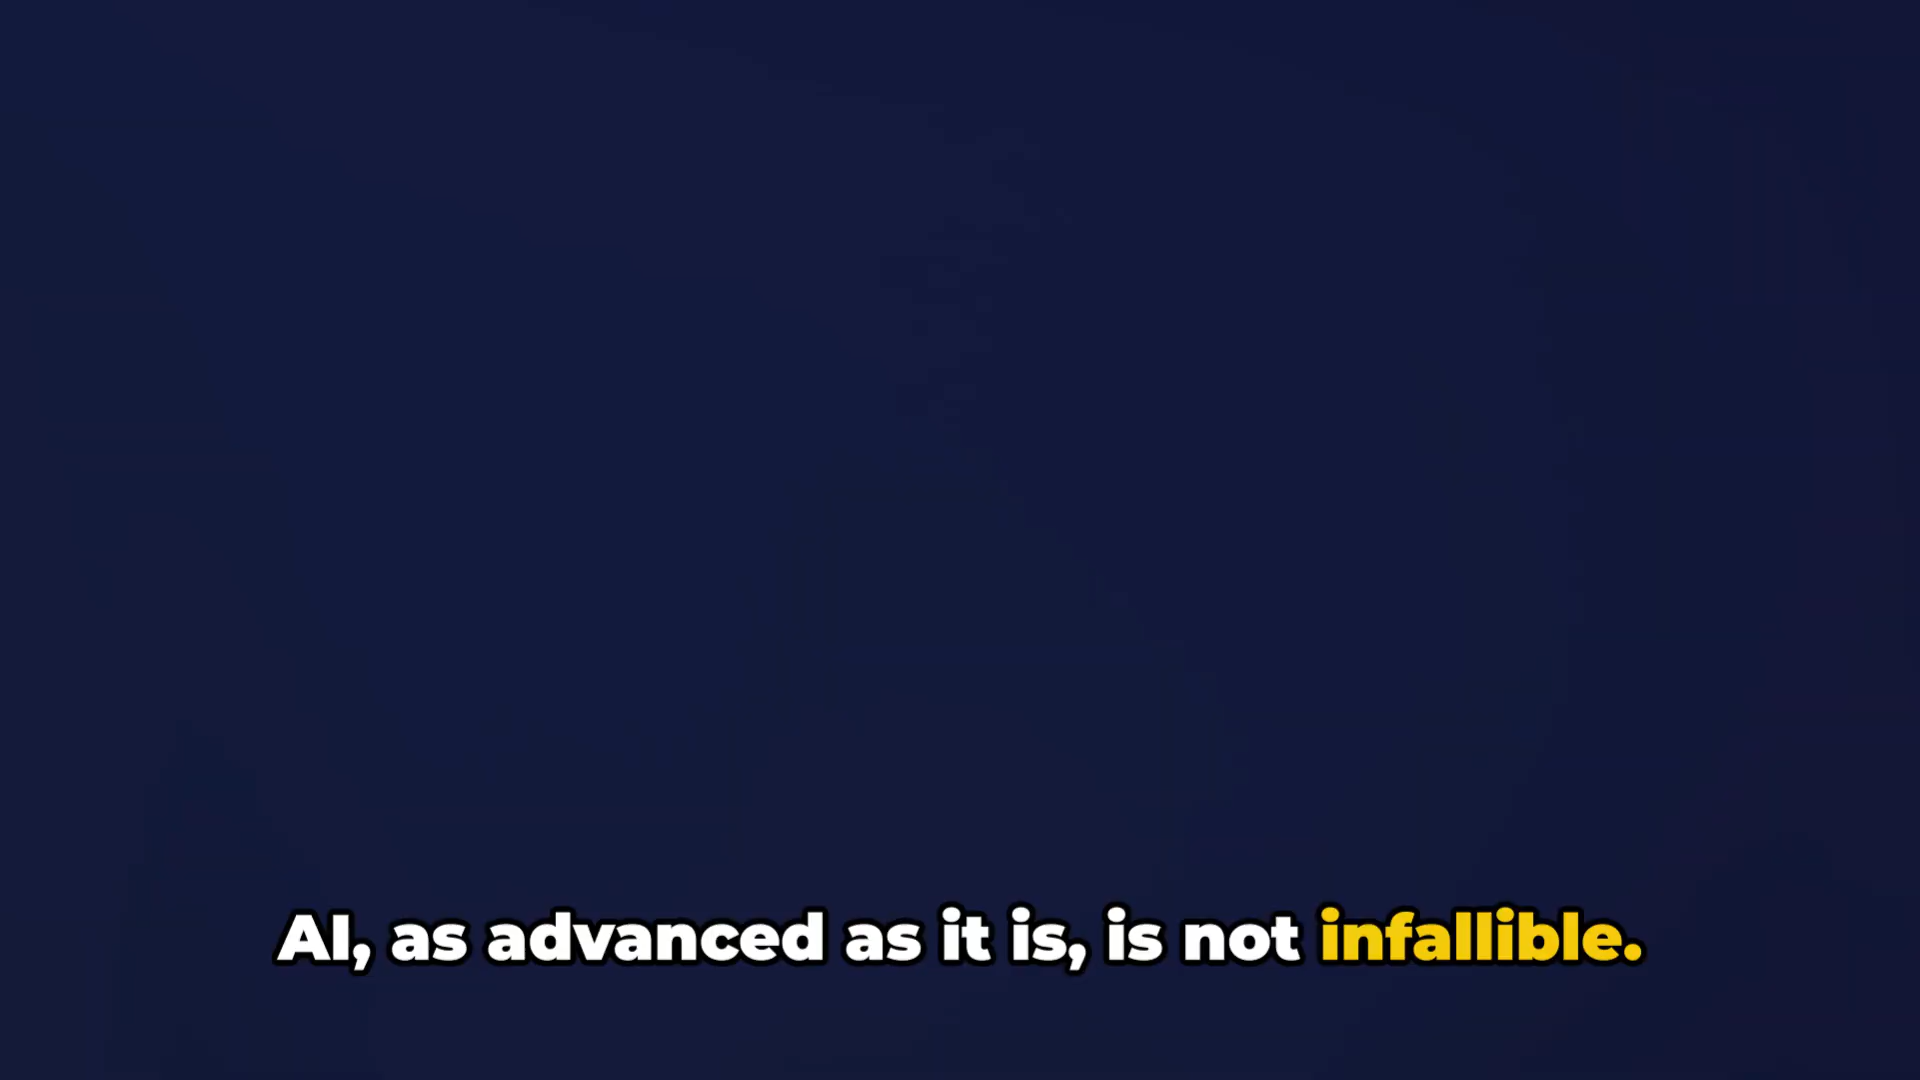 AI, as advanced as it is, is not infallible.